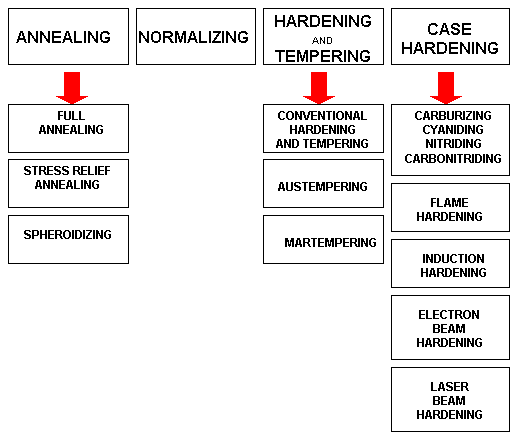 ANNEALING
NORMALIZING
HARDENING
AND
TEMPERING
CASE
HARDENING
FULL
ANNEALING
STRESS RELIEF
ANNEALING
SPHEROIDIZING
CONVENTIONAL
HARDENING
AND TEMPERING
AUSTEMPERING
MARTEMPERING
CARBURIZING
CYANIDING
NITRIDING
CARBONITRIDING
FLAME
HARDENING
INDUCTION
HARDENING
ELECTRON
BEAM
HARDENING
LASER
BEAM
HARDENING